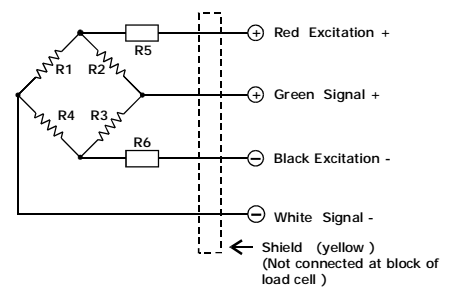 R5
Red Excitation +
R1
R2
Green Signal +
R4
R3
R6
Black Excitation -
White Signal -
Shield (yellow )
(Not connected at block of
load cell )